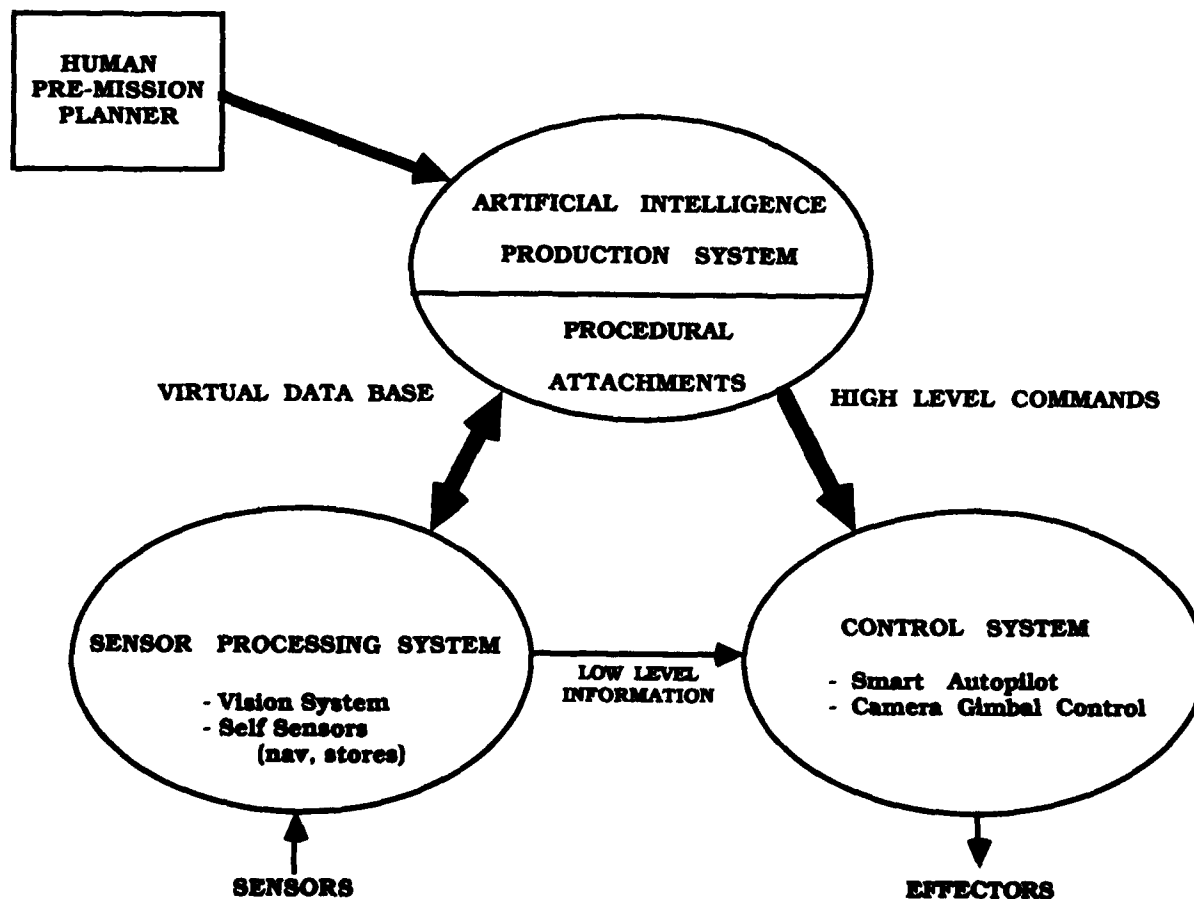 HUMAN
PRE-MISSION
PLANNER
ARTIFICIAL INTELLIGENCE
PRODUCTION SYSTEM
PROCEDURAL
ATTACHMENTS
VIRTUAL DATA BASE
HIGH LEVEL COMMANDS
SENSOR PROCESSING SYSTEM
- Vision System
- Self Sensors
(nav, stores)
LOW LEVEL
INFORMATION
CONTROL SYSTEM
- Smart Autopilot
- Camera Gimbal Control
SENSORS
EFFECTORS